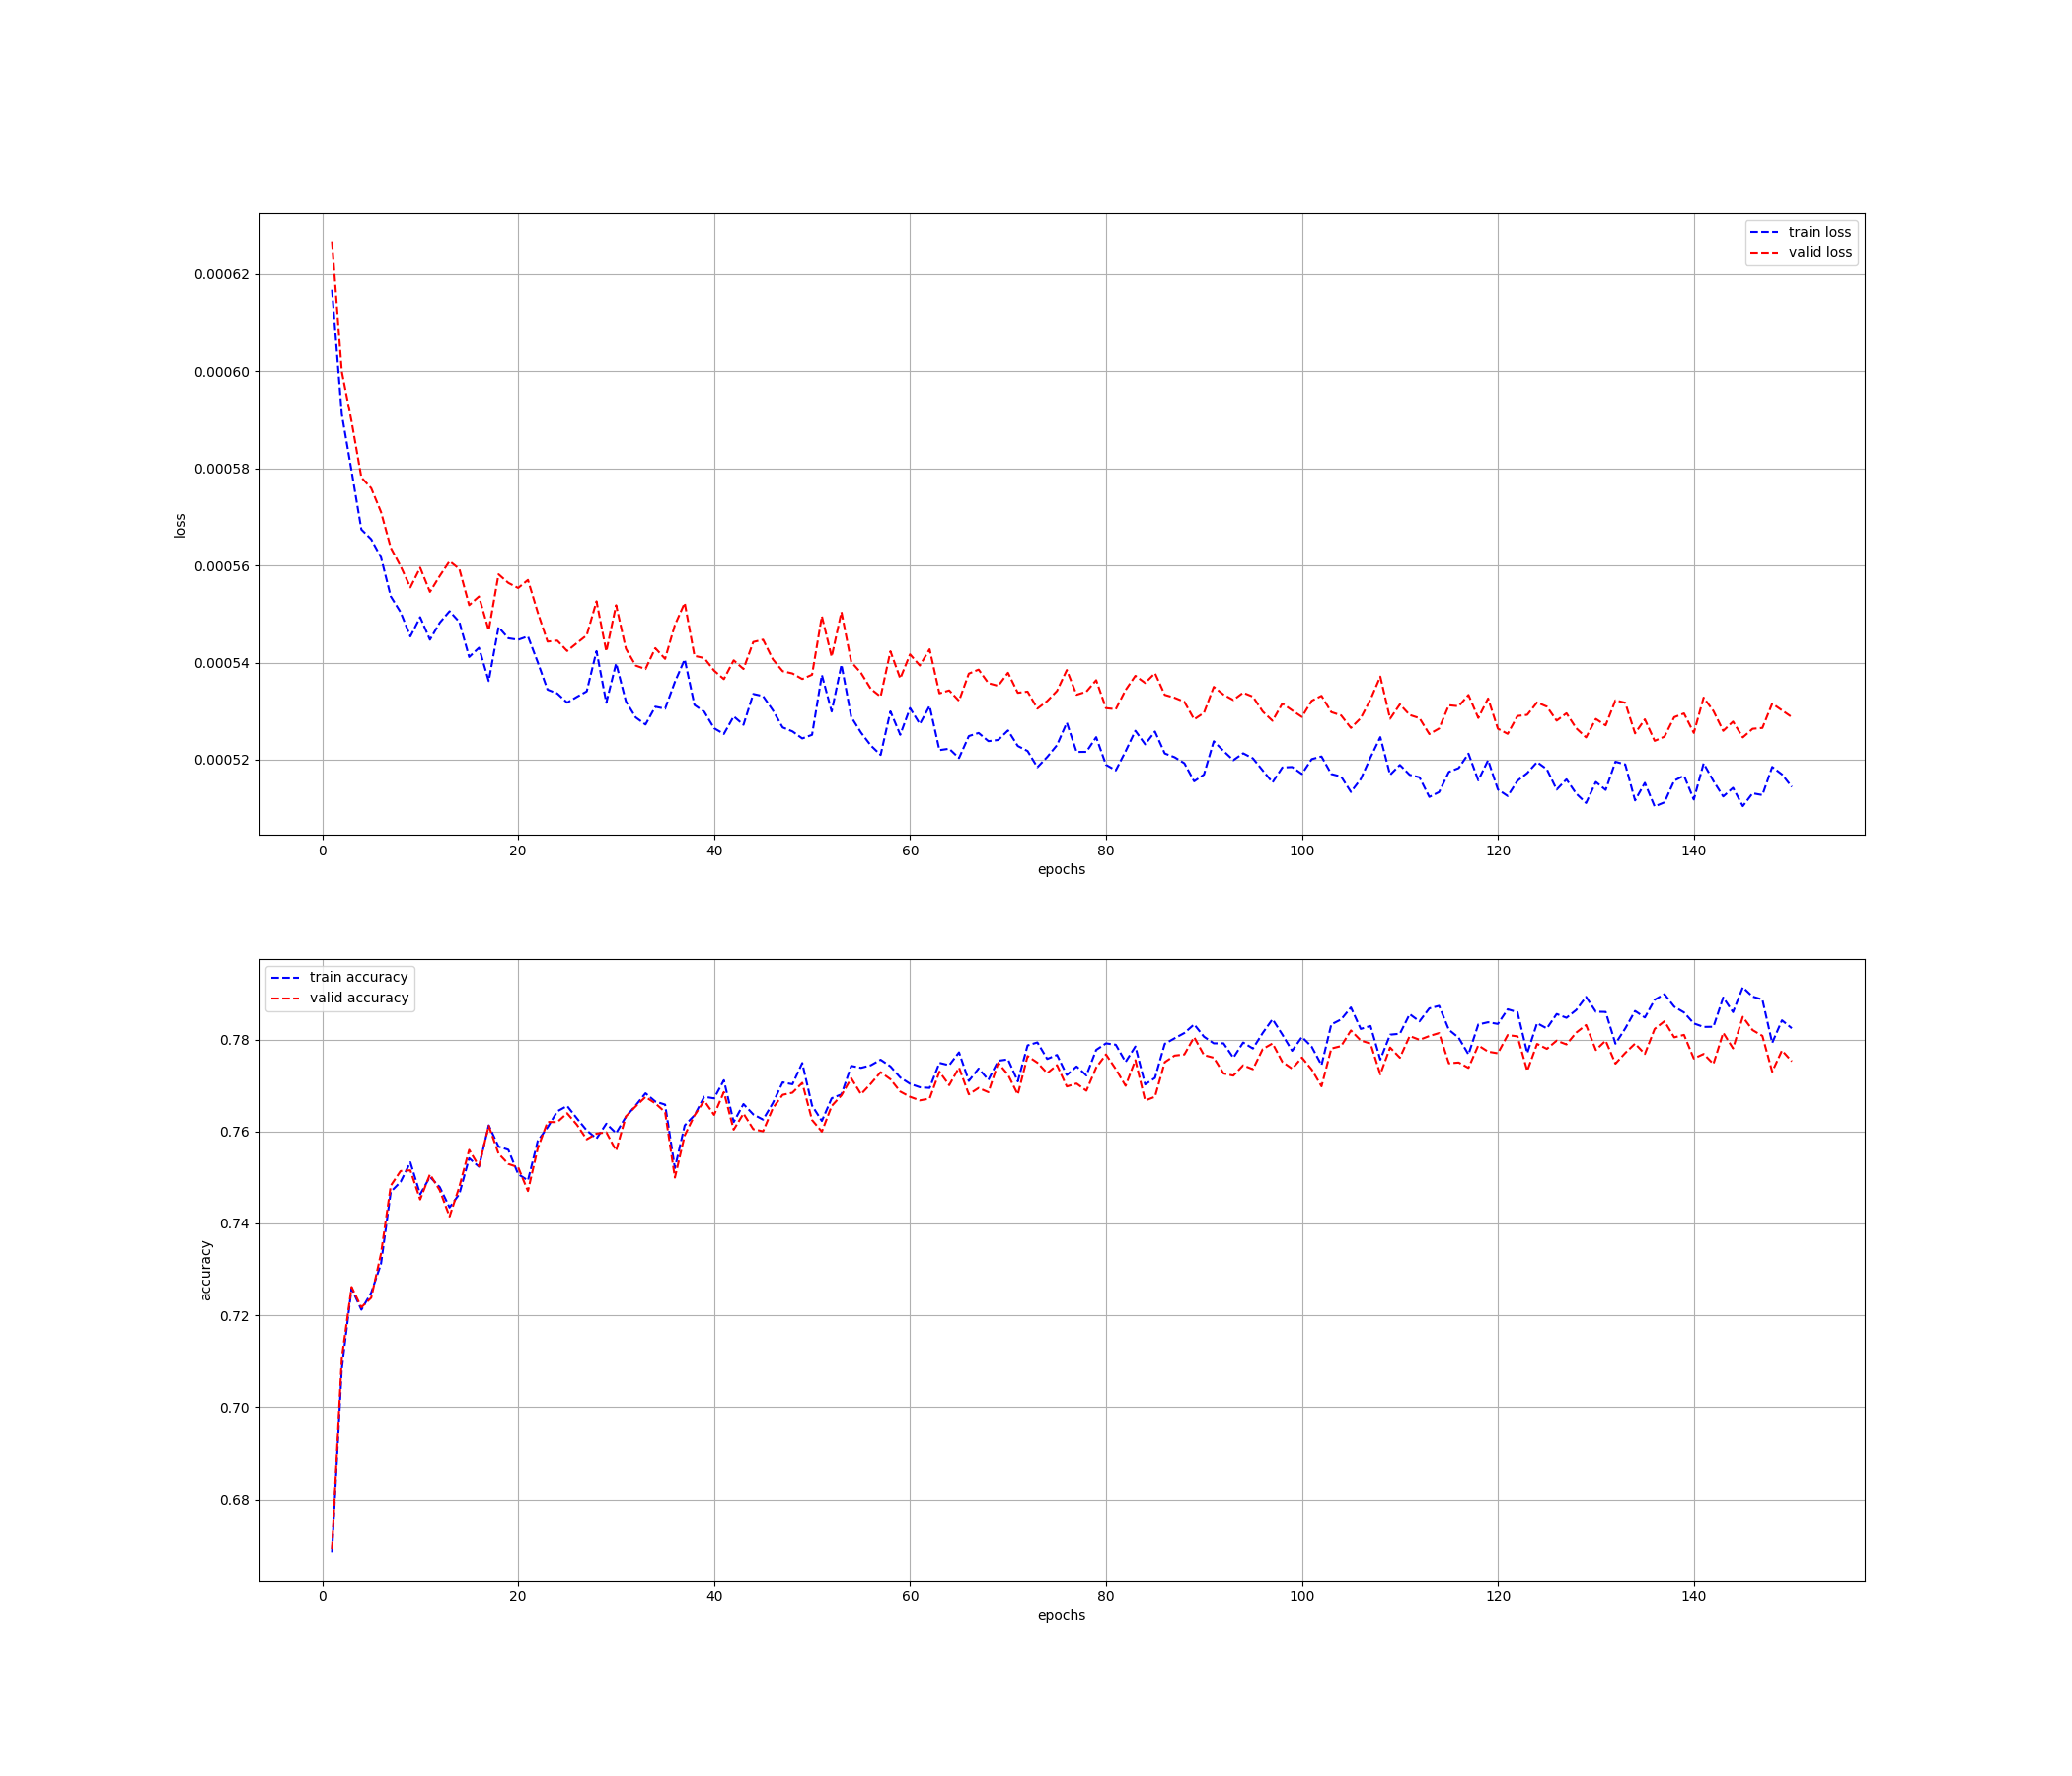 train loss
valid loss
0.00062
0.00060
0.00058
0.00056
0.00054
0.00052
loss
0 20 40 60 80 100 120 140
epochs
train accuracy
valid accuracy
0.78
0.76
0.74
0.72
0.70
0.68
accuracy
0 20 40 60 80 100 120 140
epochs